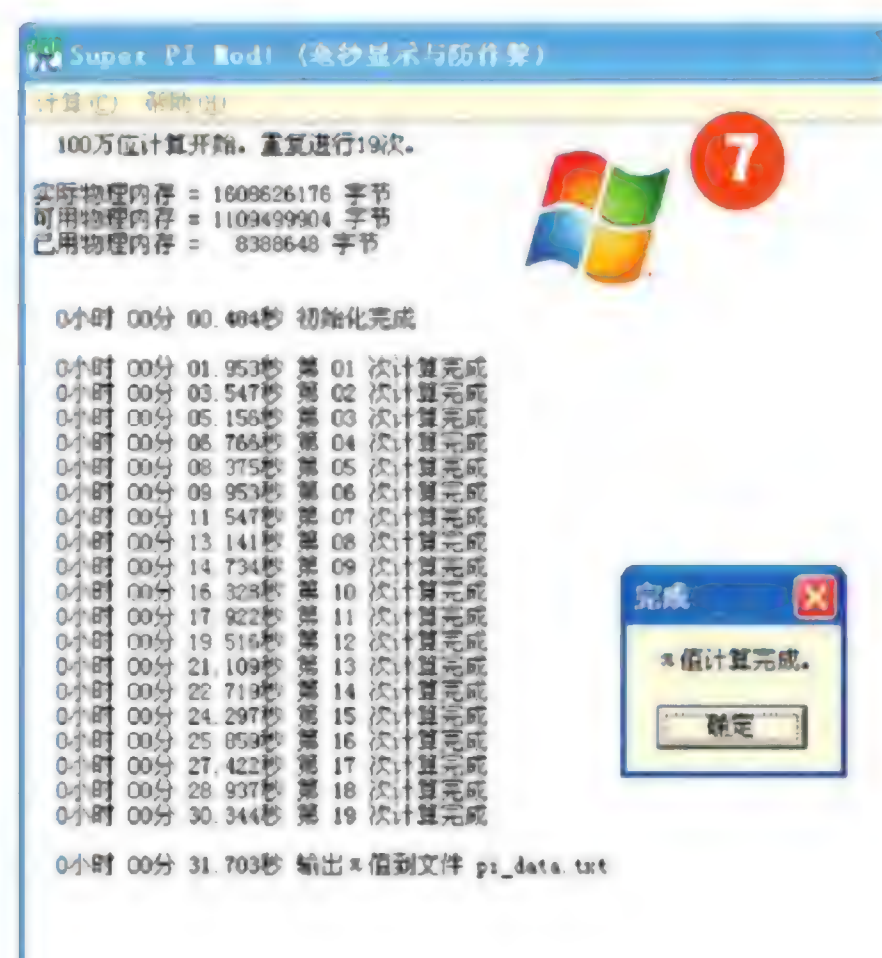 Super PI Mod! (毫秒显示与防作弊)
计算(C) 帮助(H)
7
100万位计算开始。重复进行19次。
实际物理内存 = 1608626176 字节
可用物理内存 = 1109499904 字节
已用物理内存 = 8388648 字节
0小时 00分 00.484秒 初始化完成
0小时 00分 01.953秒 第 01 次计算完成
0小时 00分 03.547秒 第 02 次计算完成
0小时 00分 05.156秒 第 03 次计算完成
0小时 00分 06.766秒 第 04 次计算完成
0小时 00分 08.375秒 第 05 次计算完成
0小时 00分 09.953秒 第 06 次计算完成
0小时 00分 11.547秒 第 07 次计算完成
0小时 00分 13.141秒 第 08 次计算完成
0小时 00分 14.734秒 第 09 次计算完成
0小时 00分 16.328秒 第 10 次计算完成
0小时 00分 17.922秒 第 11 次计算完成
0小时 00分 19.516秒 第 12 次计算完成
0小时 00分 21.109秒 第 13 次计算完成
0小时 00分 22.719秒 第 14 次计算完成
0小时 00分 24.297秒 第 15 次计算完成
0小时 00分 25.859秒 第 16 次计算完成
0小时 00分 27.422秒 第 17 次计算完成
0小时 00分 28.937秒 第 18 次计算完成
0小时 00分 30.344秒 第 19 次计算完成
0小时 00分 31.703秒 输出π值到文件 pi_data.txt
完成
π值计算完成。
确定